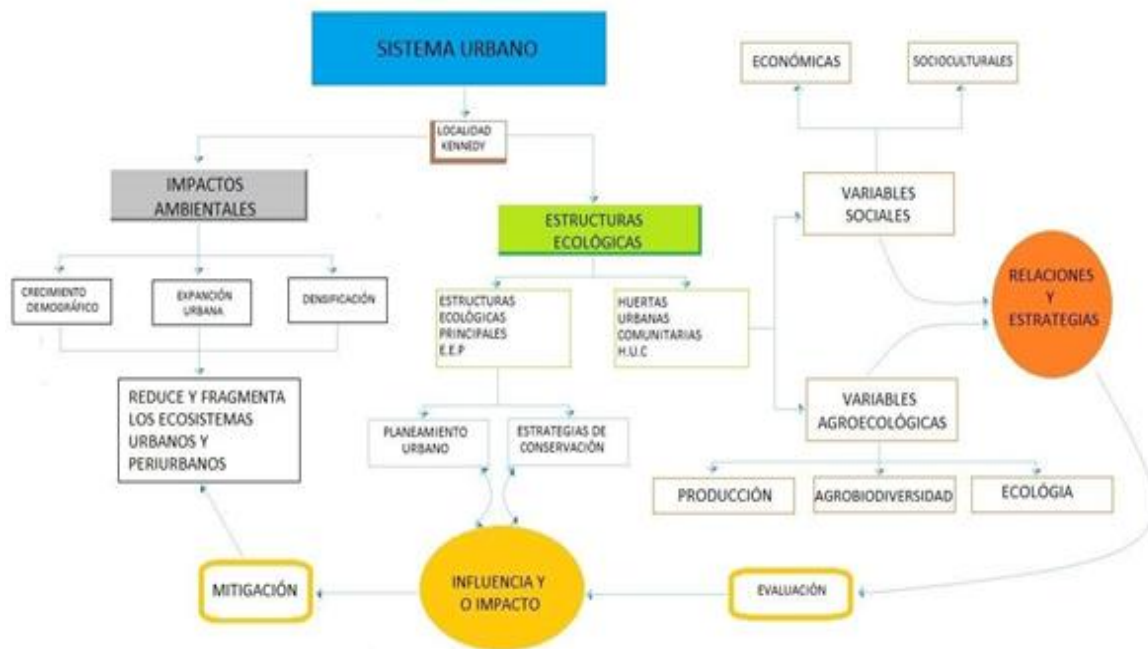 SISTEMA URBANO
LOCALIDAD
KENNEDY
IMPACTOS
AMBIENTALES
CRECIMIENTO
DEMOGRÁFICO
EXPANCIÓN
URBANA
DENSIFICACIÓN
REDUCE Y FRAGMENTA
LOS ECOSISTEMAS
URBANOS Y
PERIURBANOS
ESTRUCTURAS
ECOLÓGICAS
ESTRUCTURAS
ECOLÓGICAS
PRINCIPALES
E.E.P
HUERTAS
URBANAS
COMUNITARIAS
H.U.C
PLANEAMIENTO
URBANO
ESTRATEGIAS DE
CONSERVACIÓN
ECONÓMICAS
SOCIOCULTURALES
VARIABLES
SOCIALES
VARIABLES
AGROECOLÓGICAS
PRODUCCIÓN
AGROBIODIVERSIDAD
ECOLÓGIA
RELACIONES
Y
ESTRATEGIAS
EVALUACIÓN
INFLUENCIA Y
O IMPACTO
MITIGACIÓN